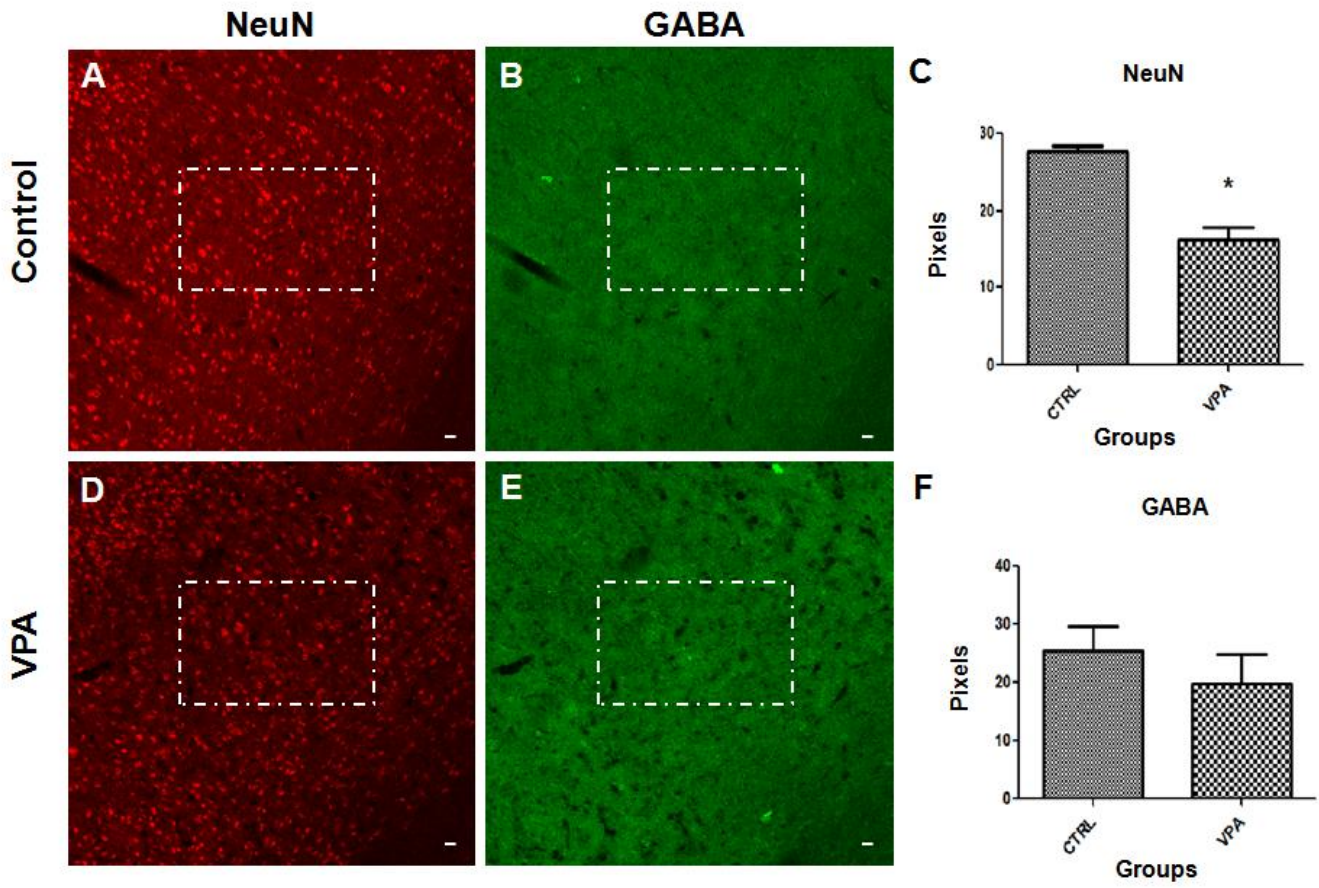 NeuN
GABA
Control
A
B
C
NeuN
Pixels
30
20
10
0
*
CTRL
VPA
Groups
VPA
D
E
F
GABA
Pixels
40
30
20
10
0
CTRL
VPA
Groups